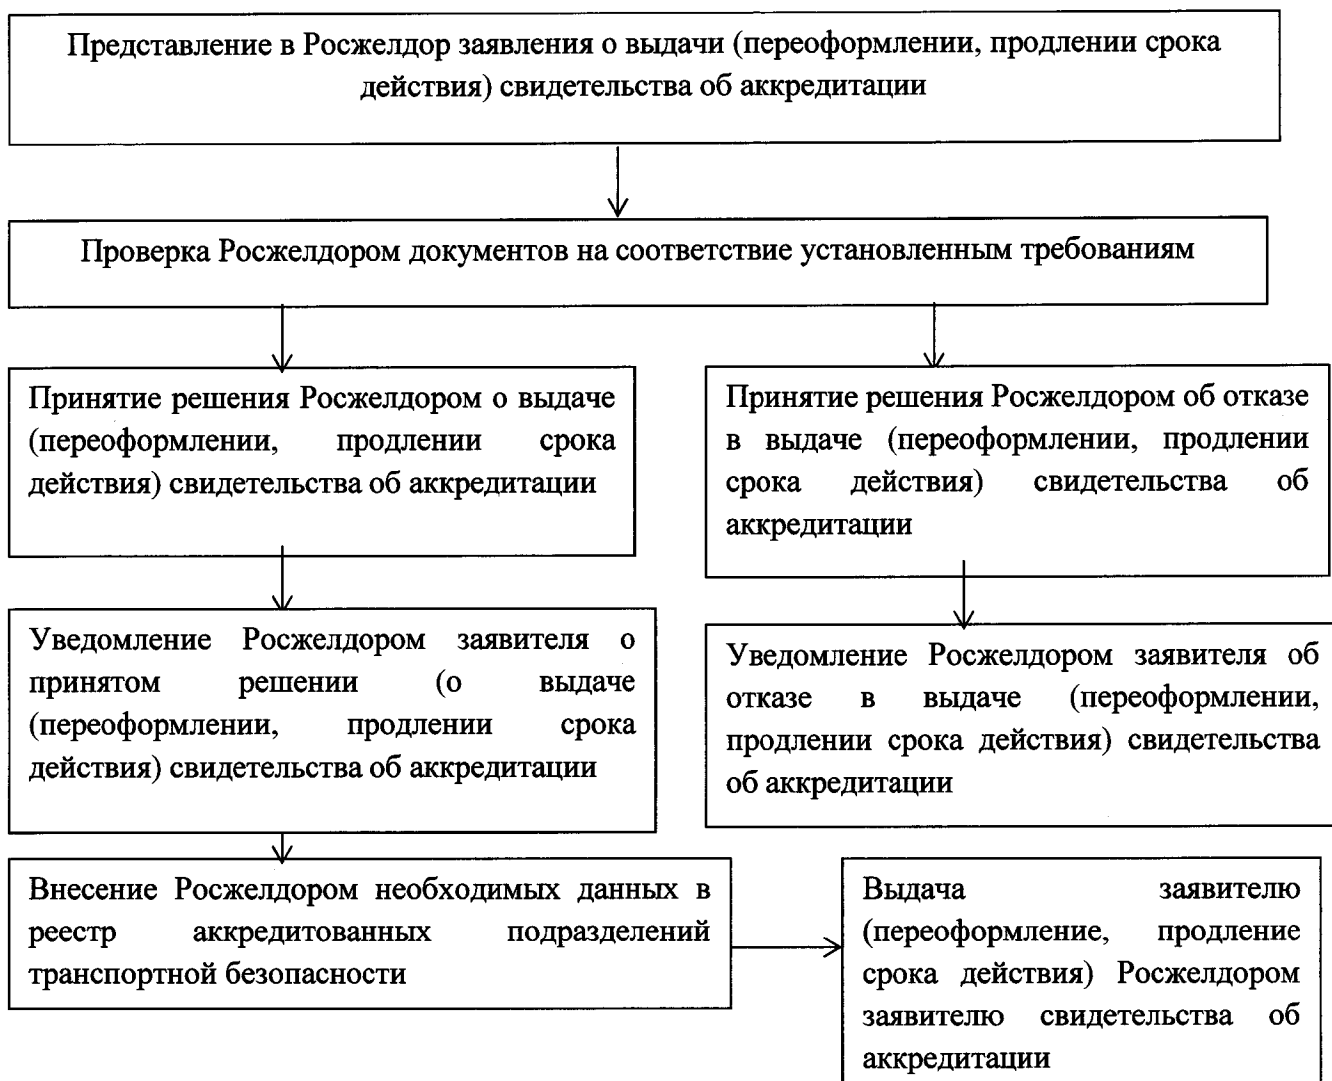 Представление в Росжелдор заявления о выдачи (переоформлении, продлении срока
действия) свидетельства об аккредитации
Проверка Росжелдором документов на соответствие установленным требованиям
Принятие решения Росжелдором о выдаче
(переоформлении, продлении срока
действия) свидетельства об аккредитации
Принятие решения Росжелдором об отказе
в выдаче (переоформлении, продлении
срока действия) свидетельства об
аккредитации
Уведомление Росжелдором заявителя о
принятом решении (о выдаче
(переоформлении, продлении срока
действия) свидетельства об аккредитации
Уведомление Росжелдором заявителя об
отказе в выдаче (переоформлении,
продлении срока действия) свидетельства
об аккредитации
Внесение Росжелдором необходимых данных в
реестр аккредитованных подразделений
транспортной безопасности
Выдача заявителю
(переоформление, продление
срока действия) Росжелдором
заявителю свидетельства об
аккредитации